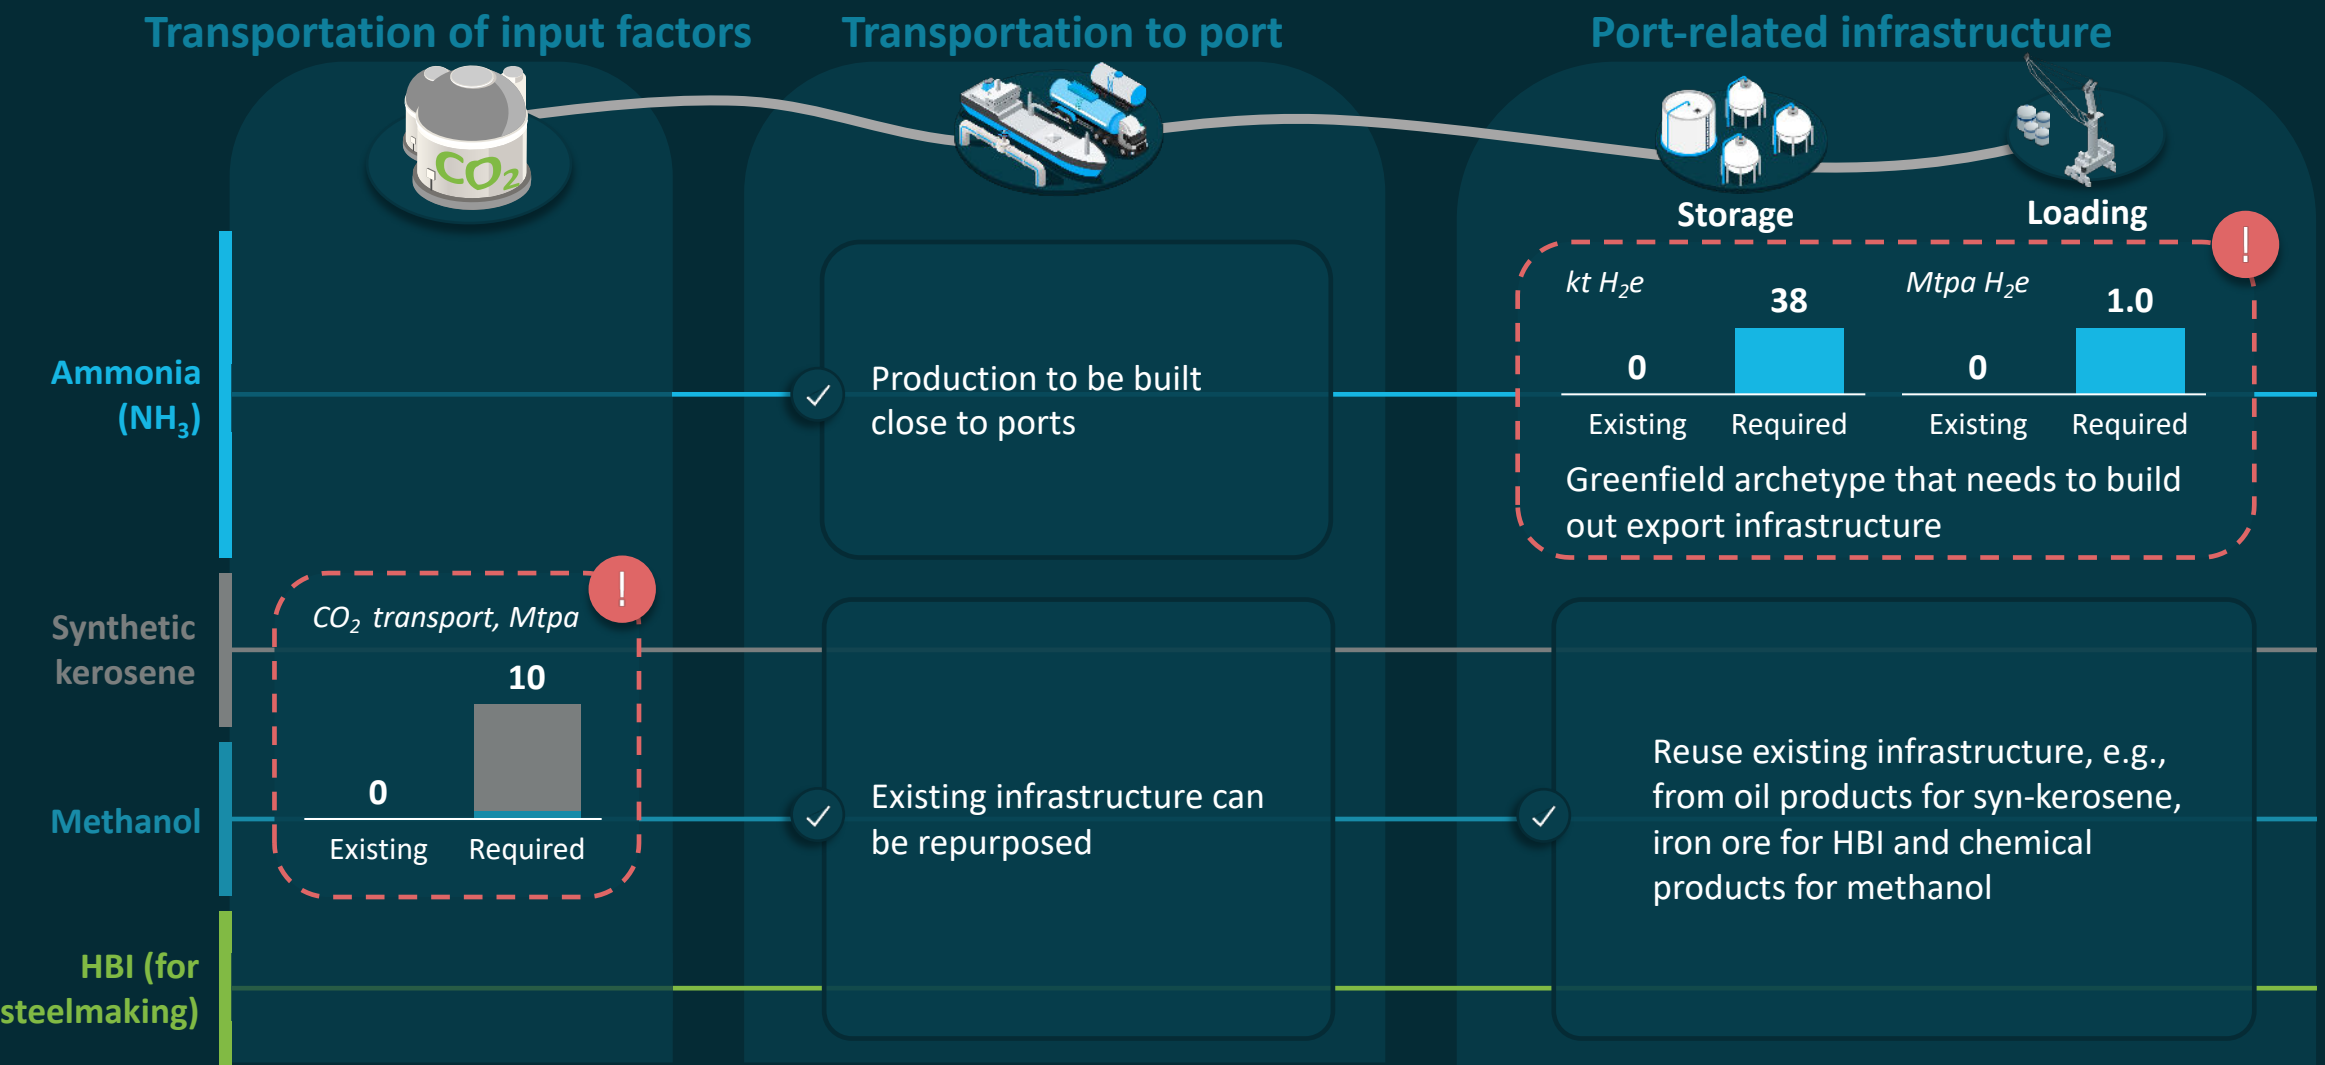 Transportation of input factors
Transportation to port
Port-related infrastructure
CO₂
Storage
Loading
Ammonia
(NH₃)
Production to be built
close to ports
!
kt H₂e
38
0
Existing
Required
Mtpa H₂e
1.0
0
Existing
Required
Greenfield archetype that needs to build
out export infrastructure
Synthetic
kerosene
Methanol
HBI (for
steelmaking)
!
CO₂ transport, Mtpa
10
0
Existing
Required
Existing infrastructure can
be repurposed
Reuse existing infrastructure, e.g.,
from oil products for syn-kerosene,
iron ore for HBI and chemical
products for methanol